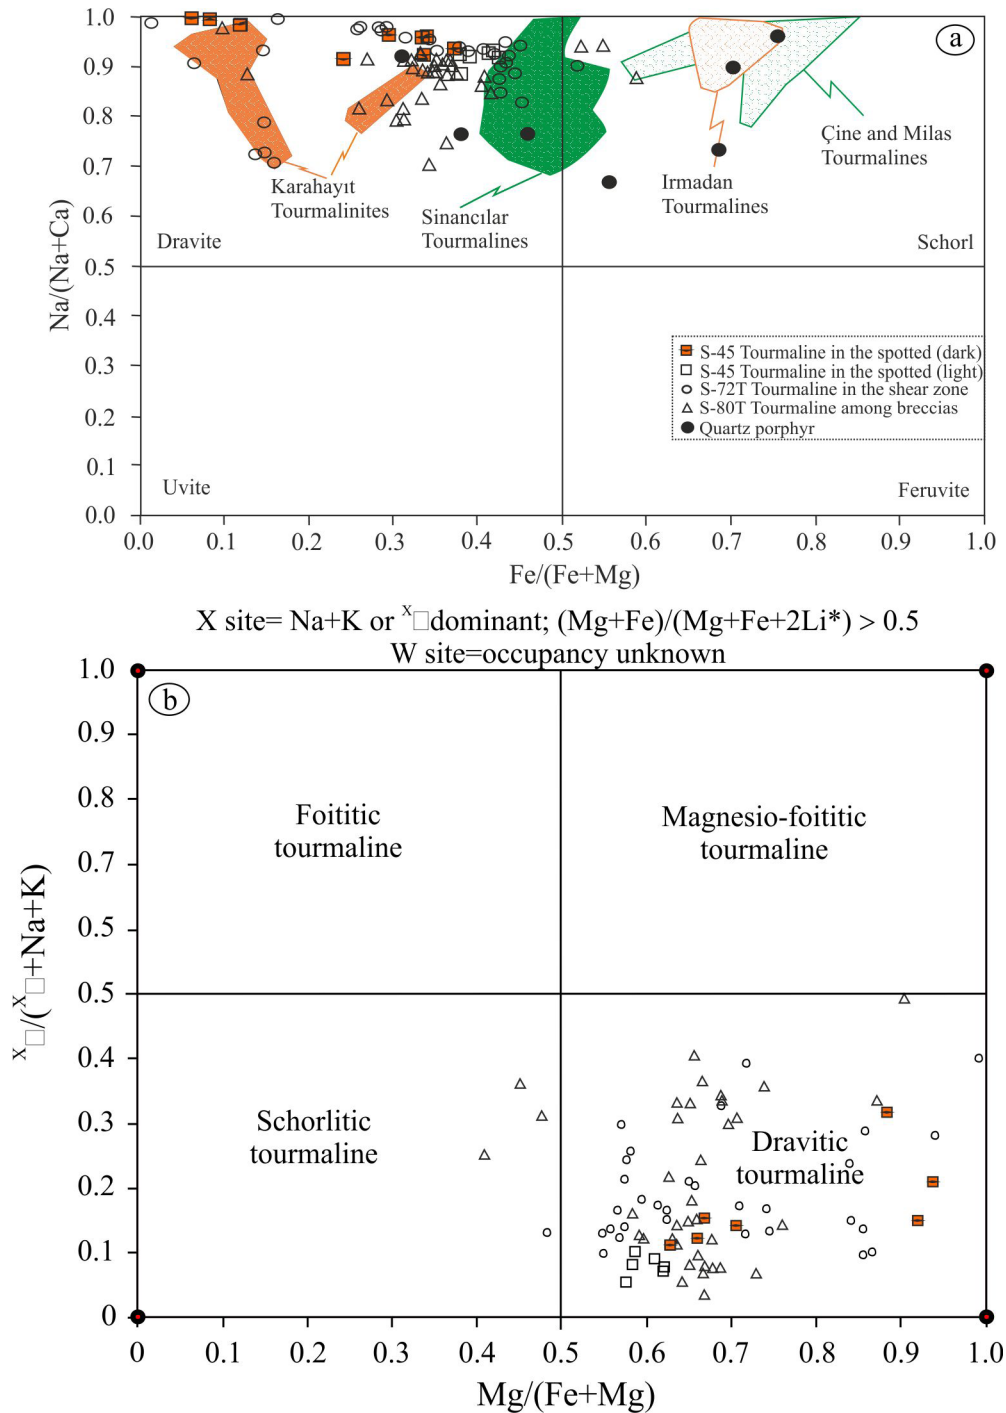 a
1.0
0.9
0.8
0.7
0.6
0.5
0.4
0.3
0.2
0.1
0.0
Na/(Na+Ca)
Karahayıt
Tourmalinites
Sinancılar
Tourmalines
Irmadan
Tourmalines
Çine and Milas
Tourmalines
Dravite
Schorl
Uvite
Feruvite
S-45 Tourmaline in the spotted (dark)
S-45 Tourmaline in the spotted (light)
S-72T Tourmaline in the shear zone
S-80T Tourmaline among breccias
Quartz porphyr
0.0 0.1 0.2 0.3 0.4 0.5 0.6 0.7 0.8 0.9 1.0
Fe/(Fe+Mg)
X site= Na+K or ˣ□dominant; (Mg+Fe)/(Mg+Fe+2Li*) > 0.5
W site=occupancy unknown
b
1.0
0.9
0.8
0.7
0.5
0.5
0.4
0.3
0.2
0.1
0
ˣ□/(ˣ□+Na+K)
Foititic
tourmaline
Magnesio-foititic
tourmaline
Schorlitic
tourmaline
Dravitic
tourmaline
0 0.1 0.2 0.3 0.4 0.5 0.6 0.7 0.8 0.9 1.0
Mg/(Fe+Mg)